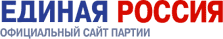 ЕДИНАЯ РОССИЯ
ОФИЦИАЛЬНЫЙ САЙТ ПАРТИИ